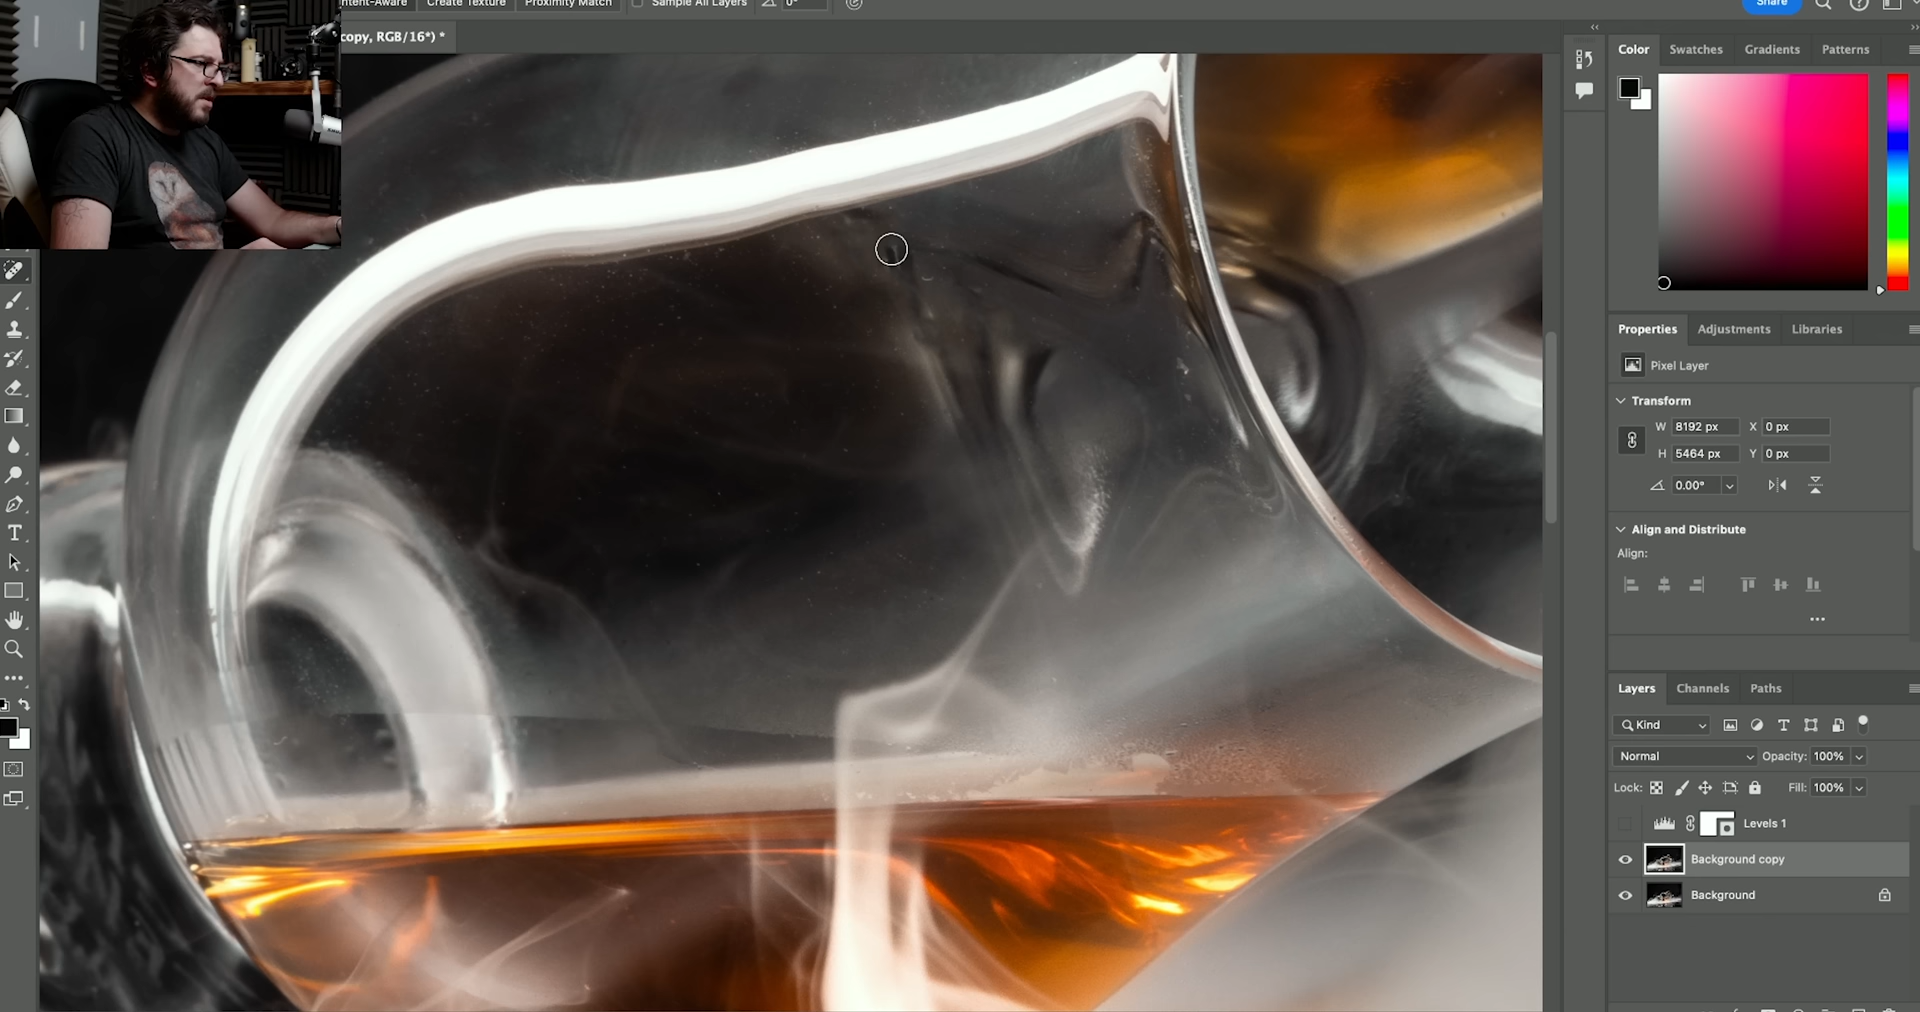 ntent-Aware Create Texture Proximity Match Sample All Layers 0° Share
copy, RGB/16*) *
Color Swatches Gradients Patterns
Properties Adjustments Libraries
Pixel Layer
Transform
W 8192 px X 0 px
H 5464 px Y 0 px
0.00°
Align and Distribute
Align:
Layers Channels Paths
Kind
Normal Opacity: 100%
Lock: Fill: 100%
Levels 1
Background copy
Background